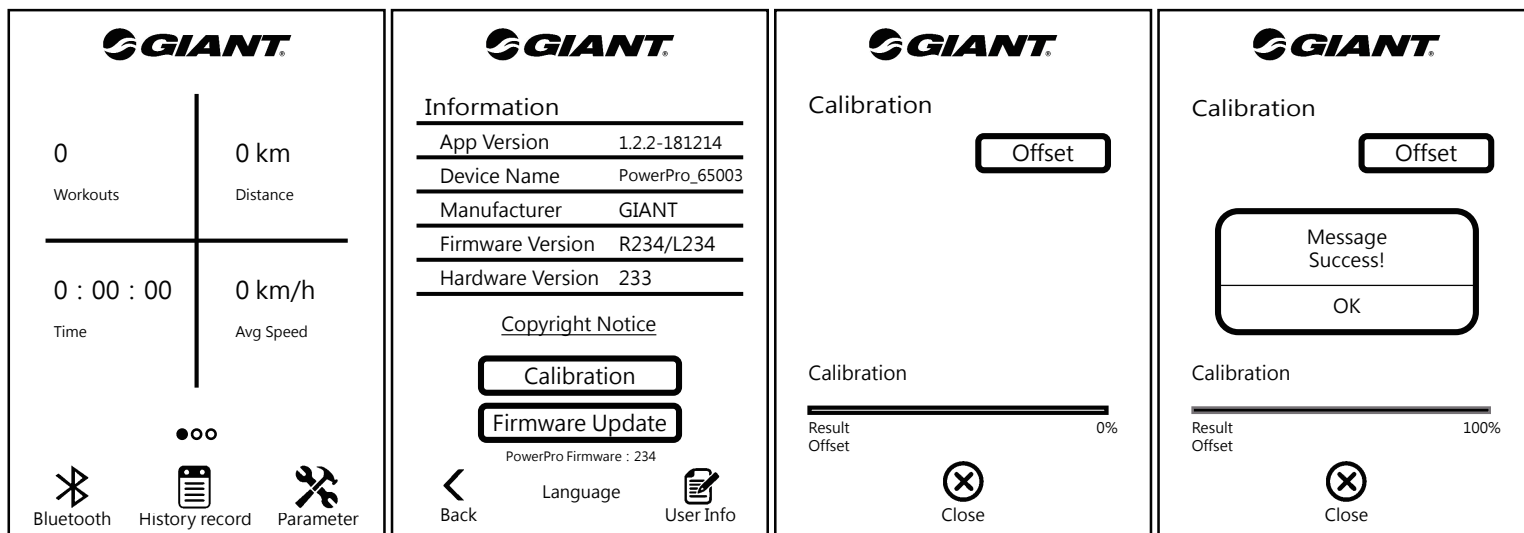 GIANT
0
Workouts
0 km
Distance
0 : 00 : 00
Time
0 km/h
Avg Speed
Bluetooth
History record
Parameter
GIANT
Information
App Version 1.2.2-181214
Device Name PowerPro_65003
Manufacturer GIANT
Firmware Version R234/L234
Hardware Version 233
Copyright Notice
Calibration
Firmware Update
PowerPro Firmware : 234
Back
Language
User Info
GIANT
Calibration
Offset
Calibration
Result 0%
Offset
Close
GIANT
Calibration
Offset
Message
Success!
OK
Calibration
Result 100%
Offset
Close